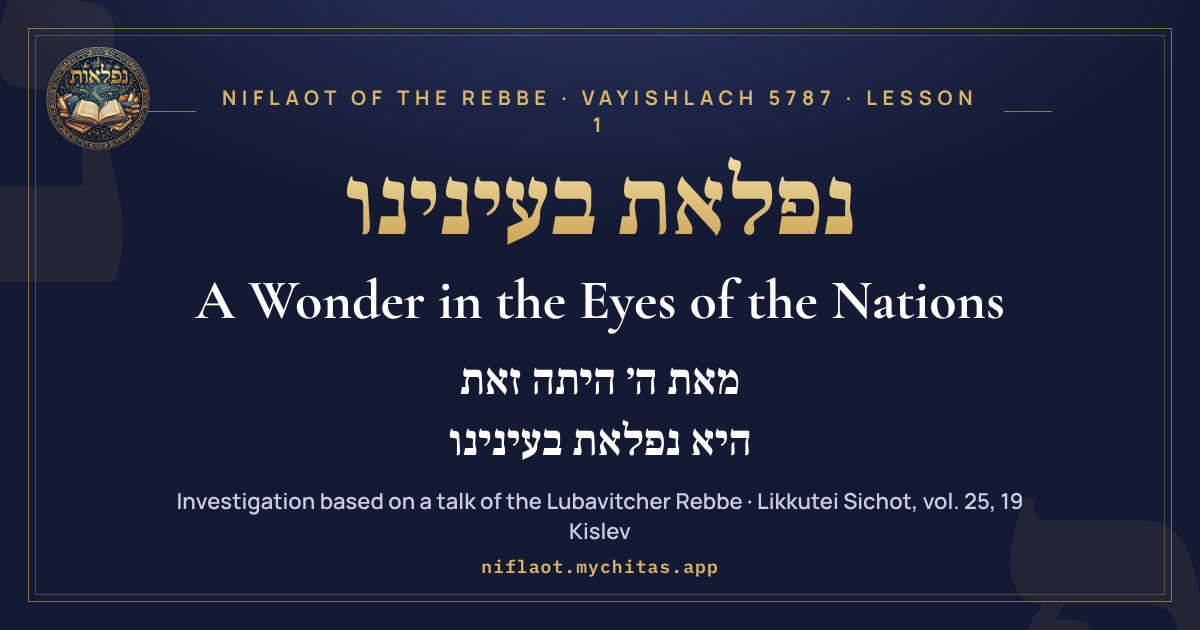 נפלאות
NIFLAOT OF THE REBBE · VAYISHLACH 5787 · LESSON
1
נפלאת בעינינו
A Wonder in the Eyes of the Nations
מאת ה׳ היתה זאת
היא נפלאת בעינינו
Investigation based on a talk of the Lubavitcher Rebbe · Likkutei Sichot, vol. 25, 19
Kislev
niflaot.mychitas.app